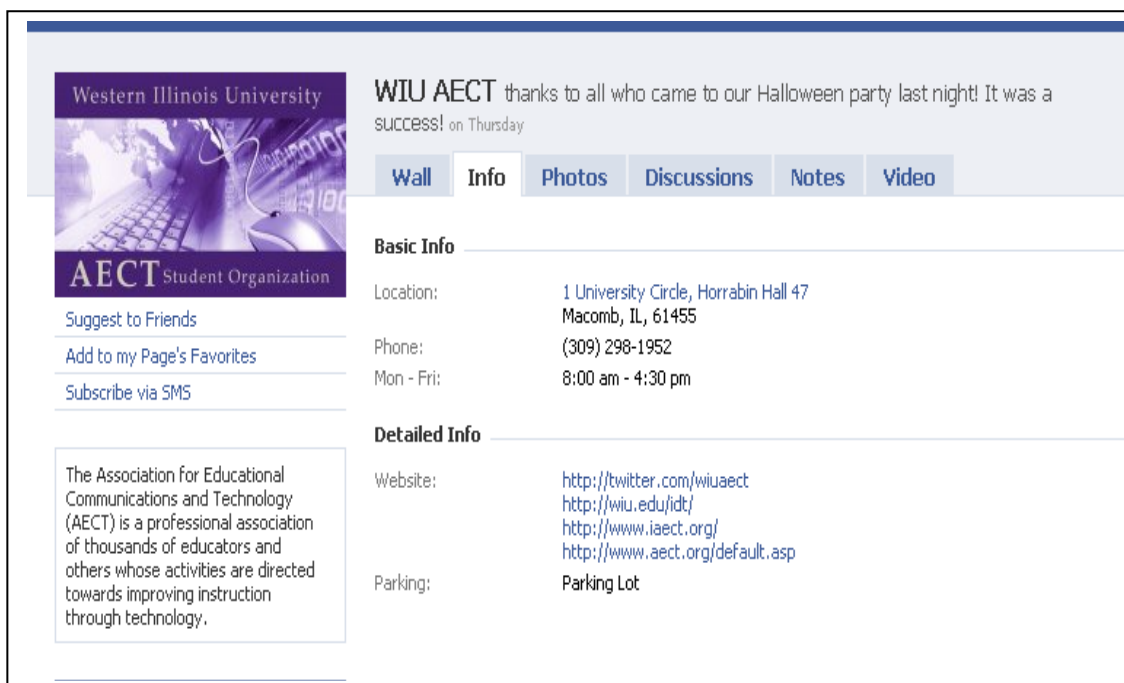 Western Illinois University
AECT Student Organization
Suggest to Friends
Add to my Page's Favorites
Subscribe via SMS
The Association for Educational
Communications and Technology
(AECT) is a professional association
of thousands of educators and
others whose activities are directed
towards improving instruction
through technology.
WIU AECT thanks to all who came to our Halloween party last night! It was a
success! on Thursday
Wall Info Photos Discussions Notes Video
Basic Info
Location: 1 University Circle, Horrabin Hall 47
Macomb, IL, 61455
Phone: (309) 298-1952
Mon - Fri: 8:00 am - 4:30 pm
Detailed Info
Website: http://twitter.com/wiuaect
http://wiu.edu/idt/
http://www.iaect.org/
http://www.aect.org/default.asp
Parking: Parking Lot